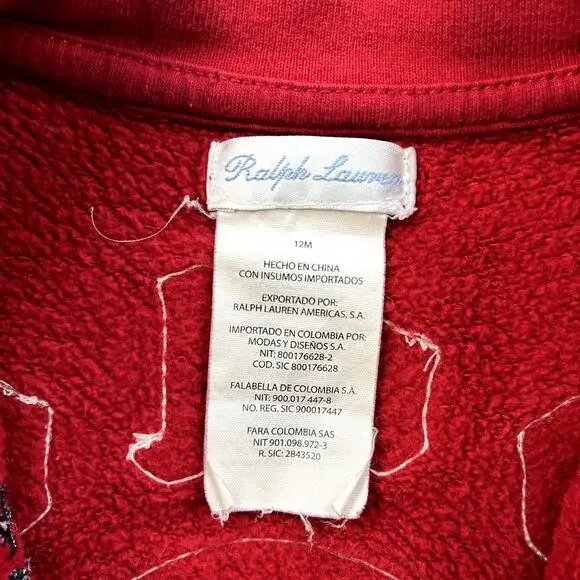 Ralph Lauren
12M
HECHO EN CHINA
CON INSUMOS IMPORTADOS
EXPORTADO POR:
RALPH LAUREN AMERICAS, S.A.
IMPORTADO EN COLOMBIA POR:
MODAS Y DISEÑOS S.A.
NIT: 800176628-2
COD. SIC 800176628
FALABELLA DE COLOMBIA S.A.
NIT: 900.017 447-8
NO. REG. SIC 900017447
FARA COLOMBIA SAS
NIT 901.098.972-3
R. SIC: 2843520